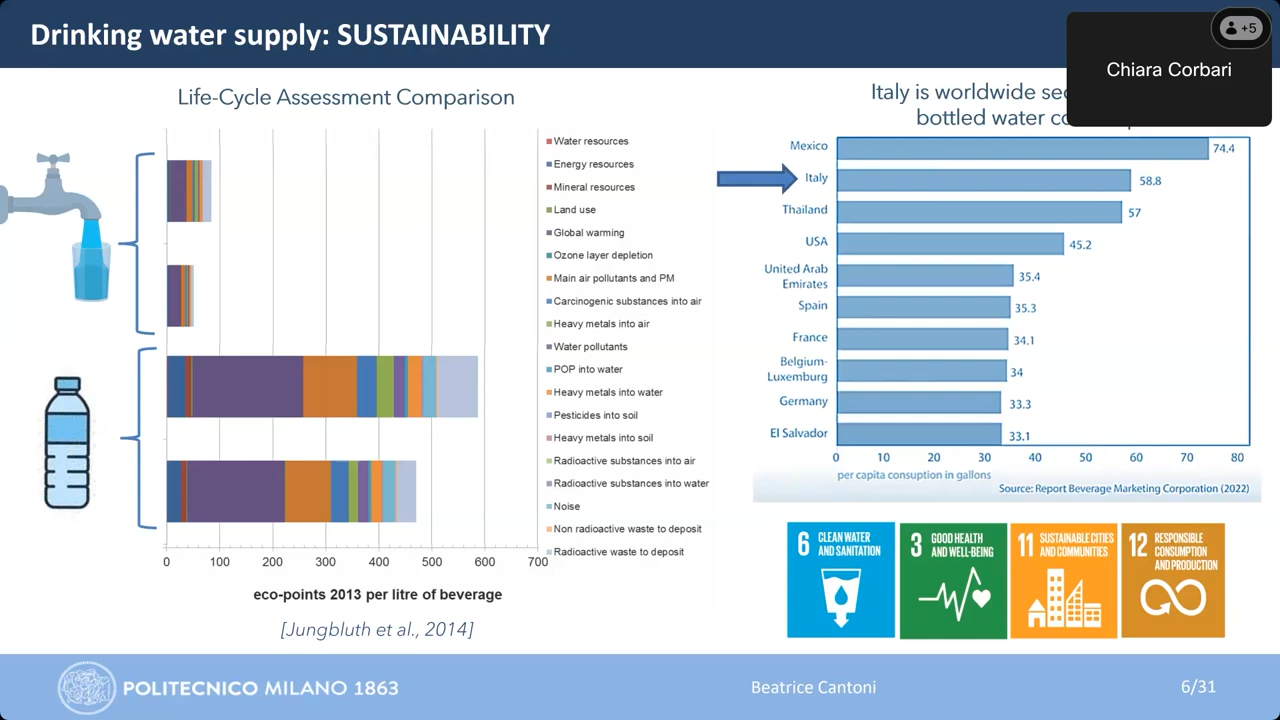 Drinking water supply: SUSTAINABILITY
+5
Chiara Corbari
Life-Cycle Assessment Comparison
Water resources
Energy resources
Mineral resources
Land use
Global warming
Ozone layer depletion
Main air pollutants and PM
Carcinogenic substances into air
Heavy metals into air
Water pollutants
POP into water
Heavy metals into water
Pesticides into soil
Heavy metals into soil
Radioactive substances into air
Radioactive substances into water
Noise
Non radioactive waste to deposit
Radioactive waste to deposit
0 100 200 300 400 500 600 700
eco-points 2013 per litre of beverage
[Jungbluth et al., 2014]
Italy is worldwide
bottled water
Mexico 74.4
Italy 58.8
Thailand 57
USA 45.2
United Arab
Emirates 35.4
Spain 35.3
France 34.1
Belgium-
Luxemburg 34
Germany 33.3
El Salvador 33.1
0 10 20 30 40 50 60 70 80
per capita consuption in gallons
Source: Report Beverage Marketing Corporation (2022)
6 CLEAN WATER
AND SANITATION
3 GOOD HEALTH
AND WELL-BEING
11 SUSTAINABLE CITIES
AND COMMUNITIES
12 RESPONSIBLE
CONSUMPTION
AND PRODUCTION
POLITECNICO MILANO 1863
Beatrice Cantoni
6/31